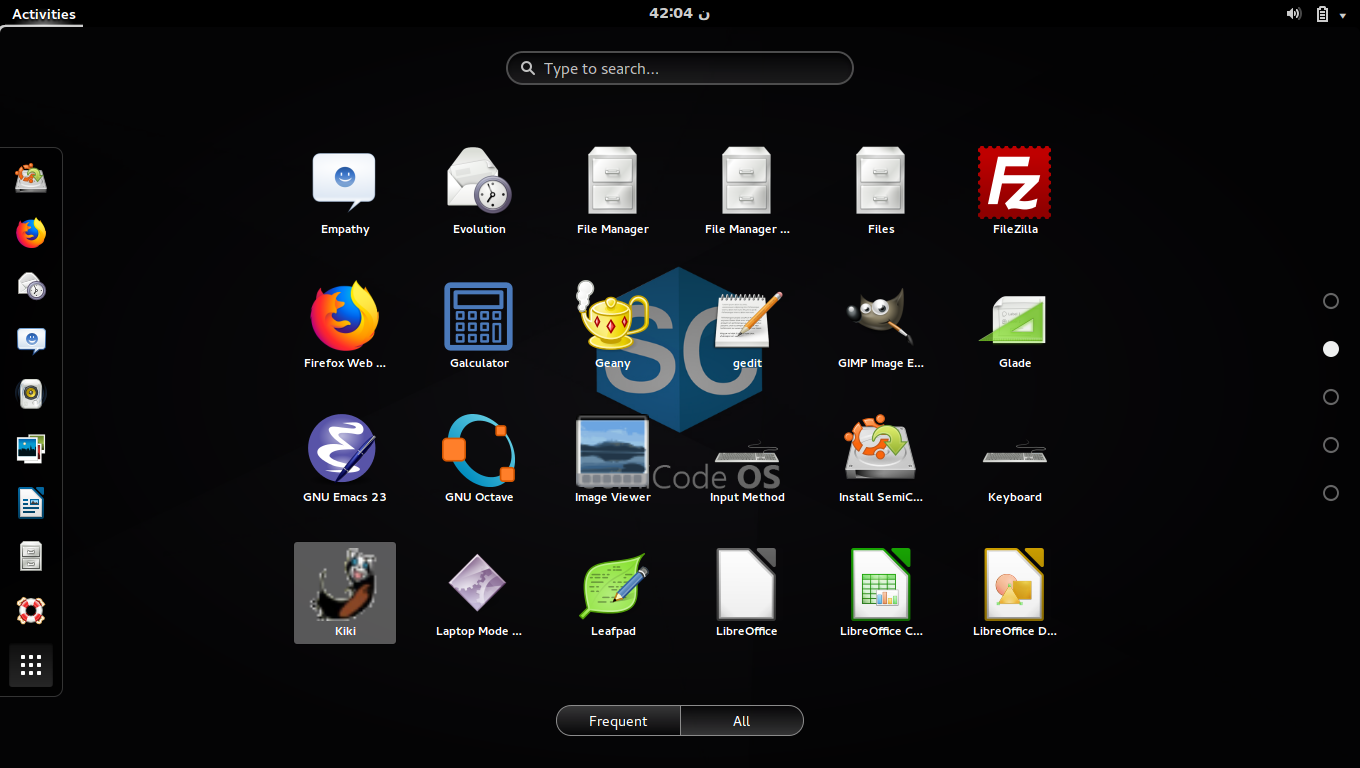 Activities
42:04 ن
Type to search...
Empathy
Evolution
File Manager
File Manager ...
Files
FileZilla
Firefox Web ...
Galculator
Geany
gedit
GIMP Image E...
Glade
SC
GNU Emacs 23
GNU Octave
Image Viewer
Input Method
Install SemiC...
Keyboard
Code OS
Kiki
Laptop Mode ...
Leafpad
LibreOffice
LibreOffice C...
LibreOffice D...
Frequent
All